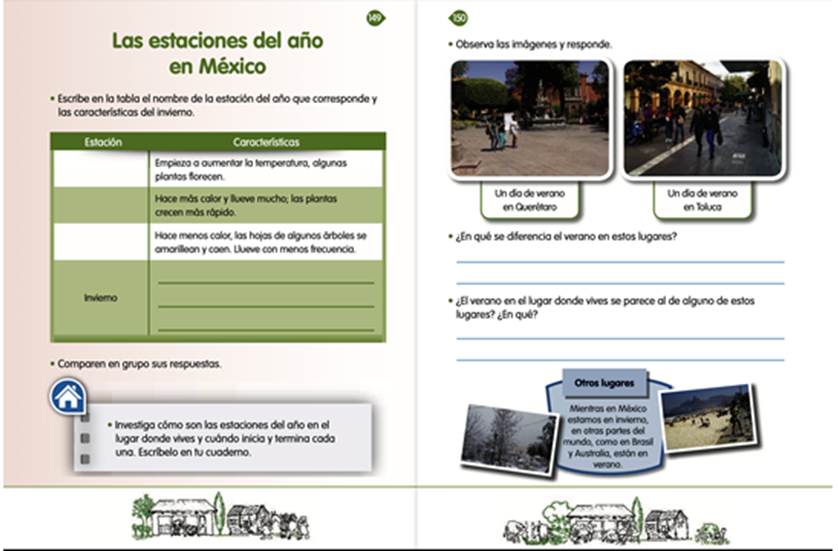 149
Las estaciones del año
en México
• Escribe en la tabla el nombre de la estación del año que corresponde y
las características del invierno.
Estación Características
Empieza a aumentar la temperatura, algunas
plantas florecen.
Hace más calor y llueve mucho; las plantas
crecen más rápido.
Hace menos calor, las hojas de algunos árboles se
amarillean y caen. Llueve con menos frecuencia.
Invierno
• Comparen en grupo sus respuestas.
• Investiga cómo son las estaciones del año en el
lugar donde vives y cuándo inicia y termina cada
una. Escríbelo en tu cuaderno.
150
• Observa las imágenes y responde.
Un día de verano
en Querétaro
Un día de verano
en Toluca
• ¿En qué se diferencia el verano en estos lugares?
• ¿El verano en el lugar donde vives se parece al de alguno de estos
lugares? ¿En qué?
Otros lugares
Mientras en México
estamos en invierno,
en otras partes del
mundo, como en Brasil
y Australia, están en
verano.